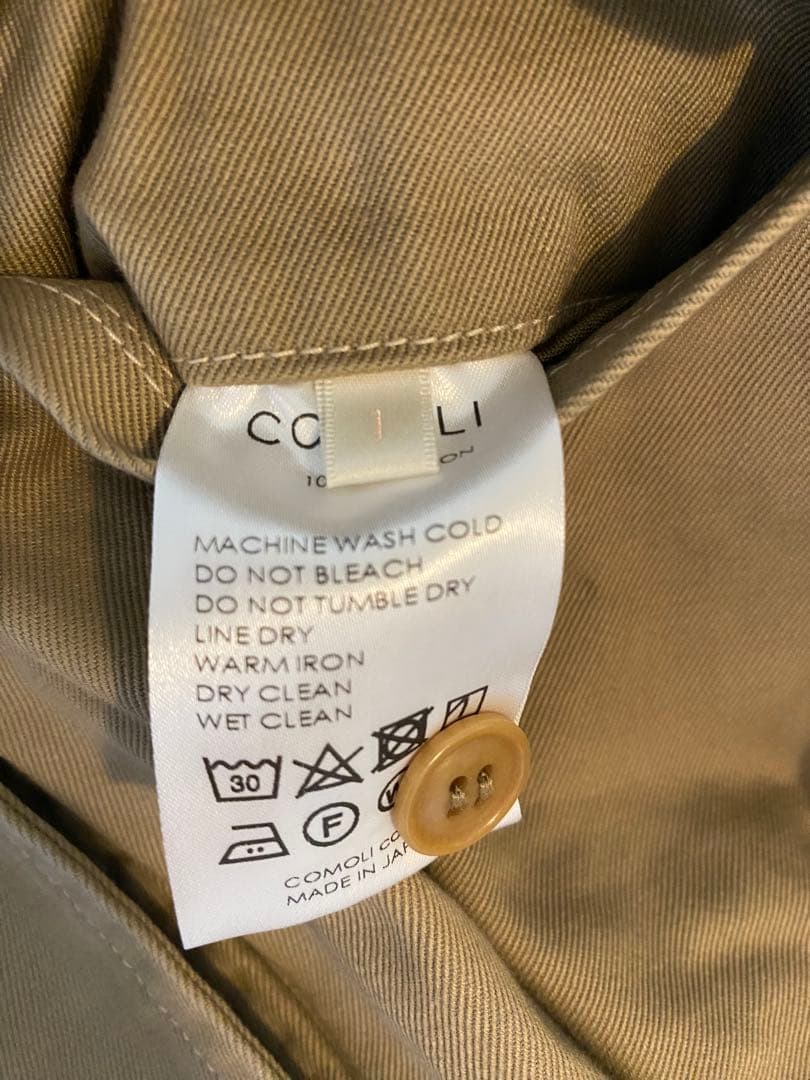 1
MACHINE WASH COLD
DO NOT BLEACH
DO NOT TUMBLE DRY
LINE DRY
WARM IRON
DRY CLEAN
WET CLEAN
30
F
W
COMOLI
MADE IN